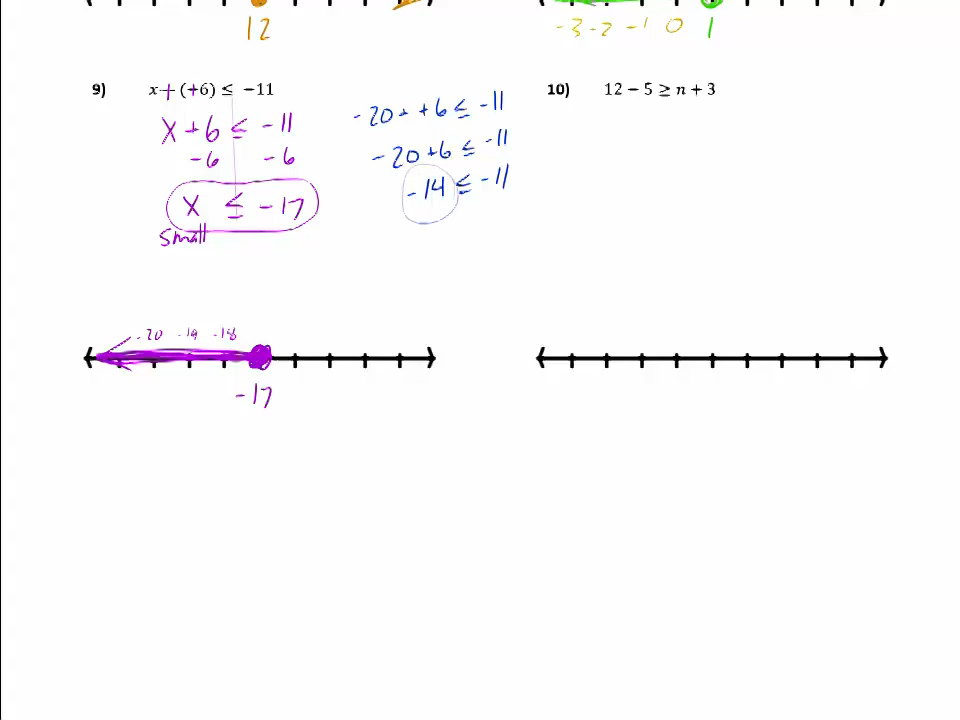 12
-3 -2 -1 0 1
9) x + (+6) ≤ −11
x + 6 ≤ -11
-6 -6
x ≤ -17
small
-20 + +6 ≤ -11
-20 + 6 ≤ -11
-14 ≤ -11
-20 -19 -18
-17
10) 12 − 5 ≥ n + 3